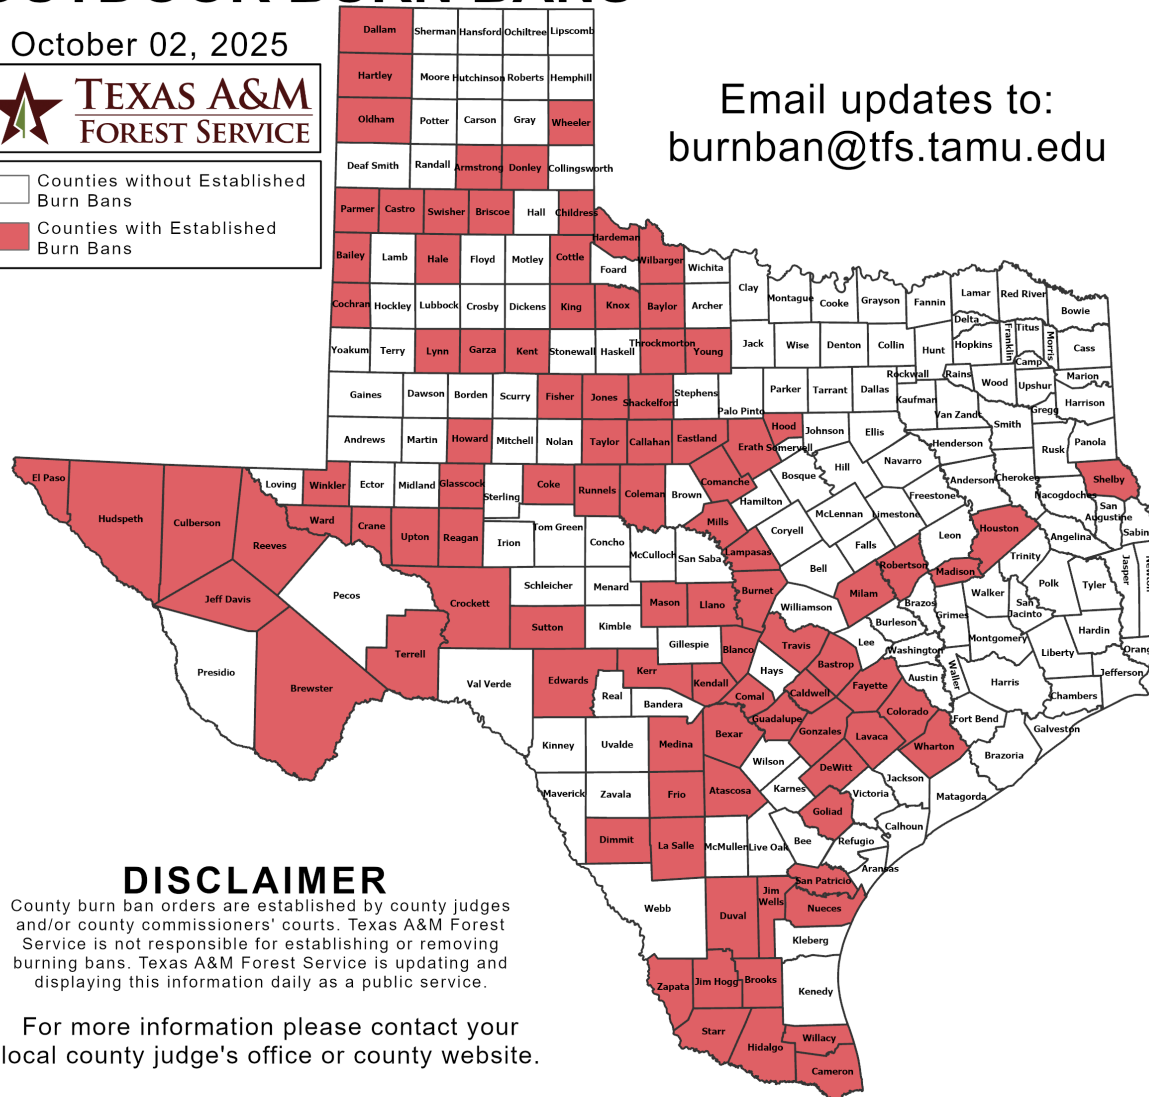 OUTDOOR BURN BANS
October 02, 2025
TEXAS A&M
FOREST SERVICE
Counties without Established
Burn Bans
Counties with Established
Burn Bans
Email updates to:
burnban@tfs.tamu.edu
Dallam Sherman Hansford Ochiltree Lipscomb
Hartley Moore Hutchinson Roberts Hemphill
Oldham Potter Carson Gray Wheeler
Deaf Smith Randall Armstrong Donley Collingsworth
Parmer Castro Swisher Briscoe Hall Childress
Hardeman
Bailey Lamb Hale Floyd Motley Cottle Foard Wilbarger Wichita
Clay Montague Cooke Grayson Fannin Lamar Red River Bowie
Cochran Hockley Lubbock Crosby Dickens King Knox Baylor Archer
Delta Titus Franklin Morris
Yoakum Terry Lynn Garza Kent Stonewall Haskell Throckmorton Young Jack Wise Denton Collin Hunt Hopkins Camp Cass
Rockwall Rains Wood Upshur Marion
Gaines Dawson Borden Scurry Fisher Jones Shackelford Stephens Palo Pinto Parker Tarrant Dallas Kaufman Van Zandt Smith Gregg Harrison
Andrews Martin Howard Mitchell Nolan Taylor Callahan Eastland Erath Hood Somervell Johnson Ellis Henderson Rusk Panola
El Paso Hudspeth Culberson Reeves Loving Winkler Ector Midland Glasscock Sterling Coke Runnels Coleman Brown Comanche Hamilton Bosque Hill Navarro Freestone Anderson Cherokee Nacogdoches Shelby
San
Augustine
Sabin
Ward Crane Upton Reagan Irion Tom Green Concho McCulloch San Saba Mills Lampasas Coryell McLennan Limestone Falls Leon Houston Angelina
Trinity
Jeff Davis Pecos Crockett Schleicher Menard Mason Llano Burnet Bell Milam Robertson Madison Walker Polk Tyler Jasper
Brazos Grimes
San
Jacinto
Presidio Brewster Terrell Sutton Kimble Gillespie Blanco Williamson Travis Lee Burleson Washington Montgomery Liberty Hardin Orang
Val Verde Edwards Real Kerr Bandera Kendall Comal Hays Caldwell Bastrop Fayette Austin Waller Harris Chambers Jefferson
Kinney Uvalde Medina Bexar Guadalupe Gonzales Lavaca Colorado Wharton Fort Bend Brazoria Galveston
Wilson
Maverick Zavala Frio Atascosa Karnes DeWitt Victoria Jackson Matagorda
Goliad Calhoun
Dimmit La Salle McMullen Live Oak Bee Refugio
Aransas
San Patricio
Webb Duval
Jim
Wells
Nueces
Kleberg
Zapata Jim Hogg Brooks Kenedy
Starr Hidalgo Willacy
Cameron
DISCLAIMER
County burn ban orders are established by county judges
and/or county commissioners' courts. Texas A&M Forest
Service is not responsible for establishing or removing
burning bans. Texas A&M Forest Service is updating and
displaying this information daily as a public service.
For more information please contact your
local county judge's office or county website.